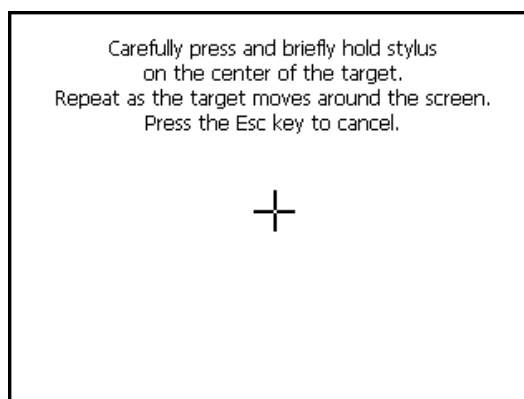 Carefully press and briefly hold stylus
on the center of the target.
Repeat as the target moves around the screen.
Press the Esc key to cancel.